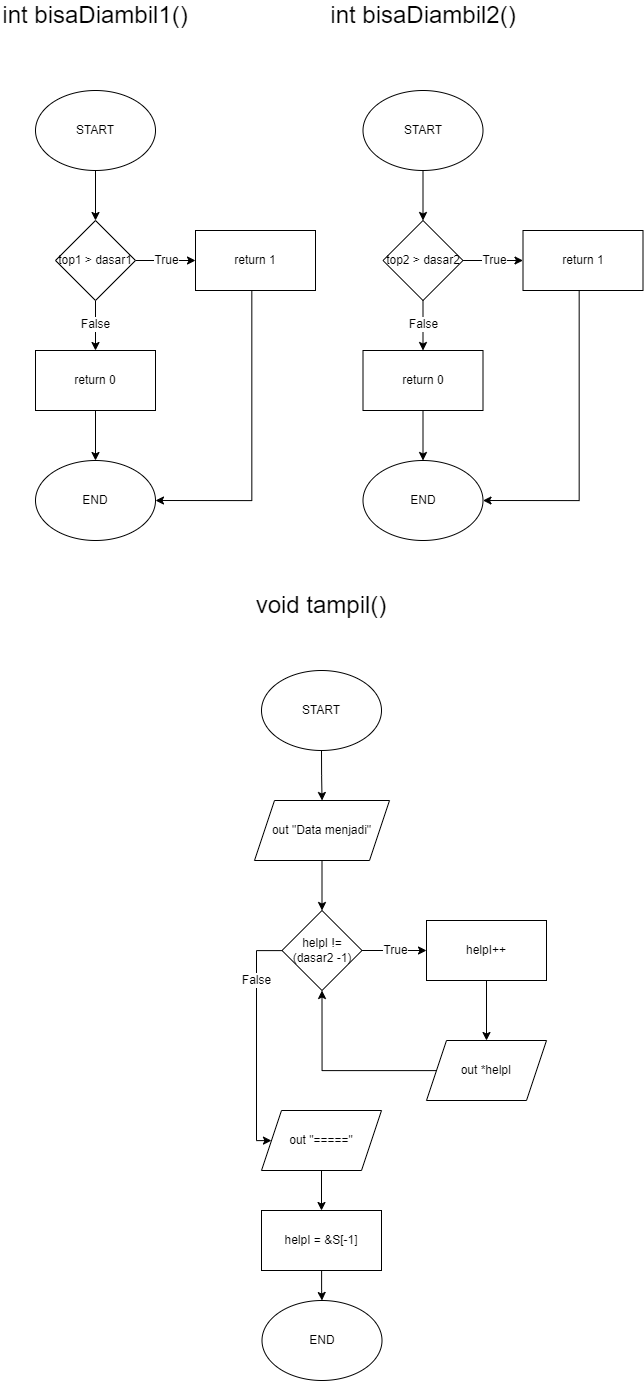 int bisaDiambil1()
int bisaDiambil2()
START
START
top1 > dasar1
True
return 1
top2 > dasar2
True
return 1
False
False
return 0
return 0
END
END
void tampil()
START
out "Data menjadi"
helpI !=
(dasar2 -1)
True
helpI++
False
out *helpI
out "====="
helpI = &S[-1]
END